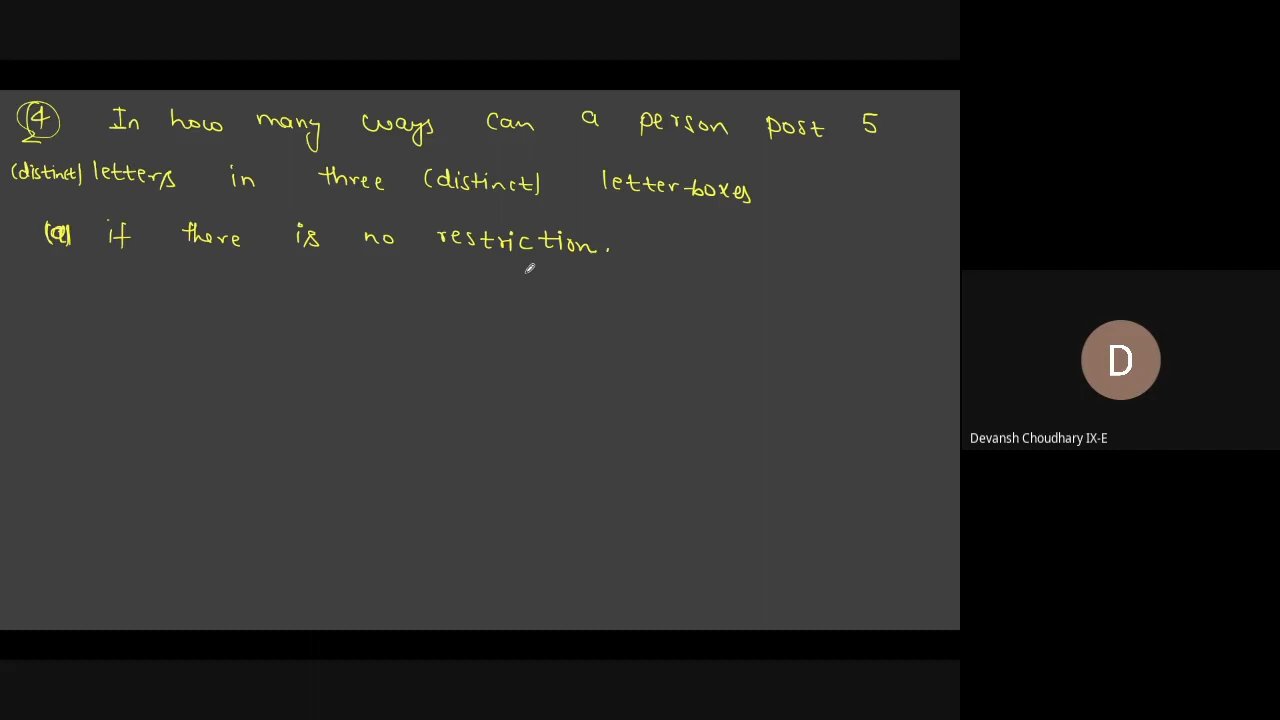 4 In how many ways can a person post 5
(distinct) letters in three (distinct) letter-boxes
(a) if there is no restriction.
D
Devansh Choudhary IX-E